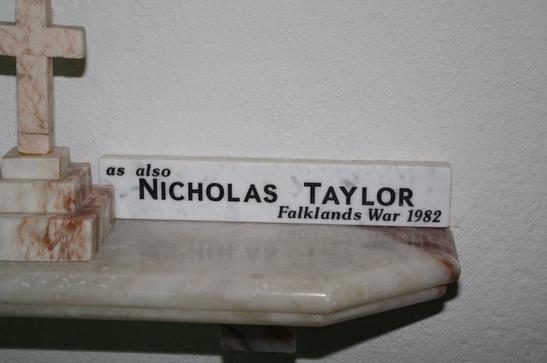 as also
NICHOLAS TAYLOR
Falklands War 1982